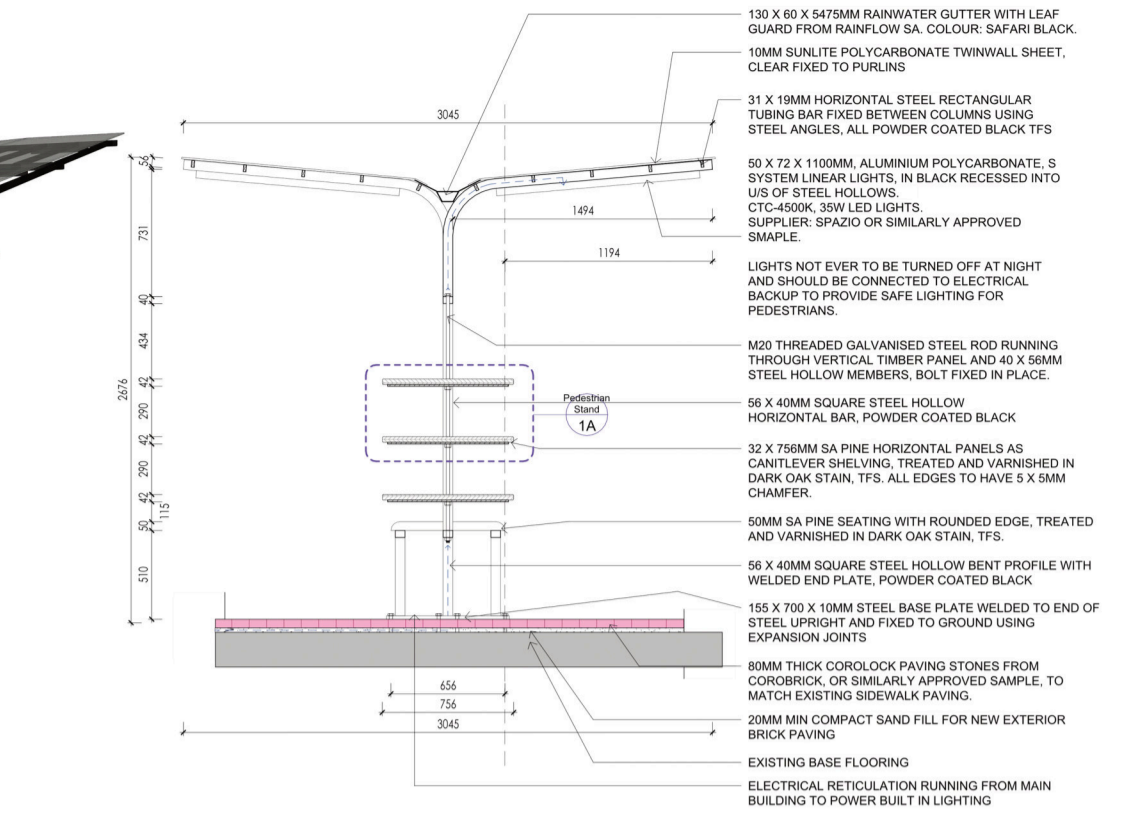 130 X 60 X 5475MM RAINWATER GUTTER WITH LEAF
GUARD FROM RAINFLOW SA. COLOUR: SAFARI BLACK.
10MM SUNLITE POLYCARBONATE TWINWALL SHEET,
CLEAR FIXED TO PURLINS
31 X 19MM HORIZONTAL STEEL RECTANGULAR
TUBING BAR FIXED BETWEEN COLUMNS USING
STEEL ANGLES, ALL POWDER COATED BLACK TFS
50 X 72 X 1100MM, ALUMINIUM POLYCARBONATE, S
SYSTEM LINEAR LIGHTS, IN BLACK RECESSED INTO
U/S OF STEEL HOLLOWS.
CTC-4500K, 35W LED LIGHTS.
SUPPLIER: SPAZIO OR SIMILARLY APPROVED
SMAPLE.
LIGHTS NOT EVER TO BE TURNED OFF AT NIGHT
AND SHOULD BE CONNECTED TO ELECTRICAL
BACKUP TO PROVIDE SAFE LIGHTING FOR
PEDESTRIANS.
M20 THREADED GALVANISED STEEL ROD RUNNING
THROUGH VERTICAL TIMBER PANEL AND 40 X 56MM
STEEL HOLLOW MEMBERS, BOLT FIXED IN PLACE.
56 X 40MM SQUARE STEEL HOLLOW
HORIZONTAL BAR, POWDER COATED BLACK
32 X 756MM SA PINE HORIZONTAL PANELS AS
CANITLEVER SHELVING, TREATED AND VARNISHED IN
DARK OAK STAIN, TFS. ALL EDGES TO HAVE 5 X 5MM
CHAMFER.
50MM SA PINE SEATING WITH ROUNDED EDGE, TREATED
AND VARNISHED IN DARK OAK STAIN, TFS.
56 X 40MM SQUARE STEEL HOLLOW BENT PROFILE WITH
WELDED END PLATE, POWDER COATED BLACK
155 X 700 X 10MM STEEL BASE PLATE WELDED TO END OF
STEEL UPRIGHT AND FIXED TO GROUND USING
EXPANSION JOINTS
80MM THICK COROLOCK PAVING STONES FROM
COROBRICK, OR SIMILARLY APPROVED SAMPLE, TO
MATCH EXISTING SIDEWALK PAVING.
20MM MIN COMPACT SAND FILL FOR NEW EXTERIOR
BRICK PAVING
EXISTING BASE FLOORING
ELECTRICAL RETICULATION RUNNING FROM MAIN
BUILDING TO POWER BUILT IN LIGHTING
3045
1494
1194
Pedestrian
Stand
1A
2676
56
731
40
434
42
290
42
290
42
115
50
510
656
756
3045